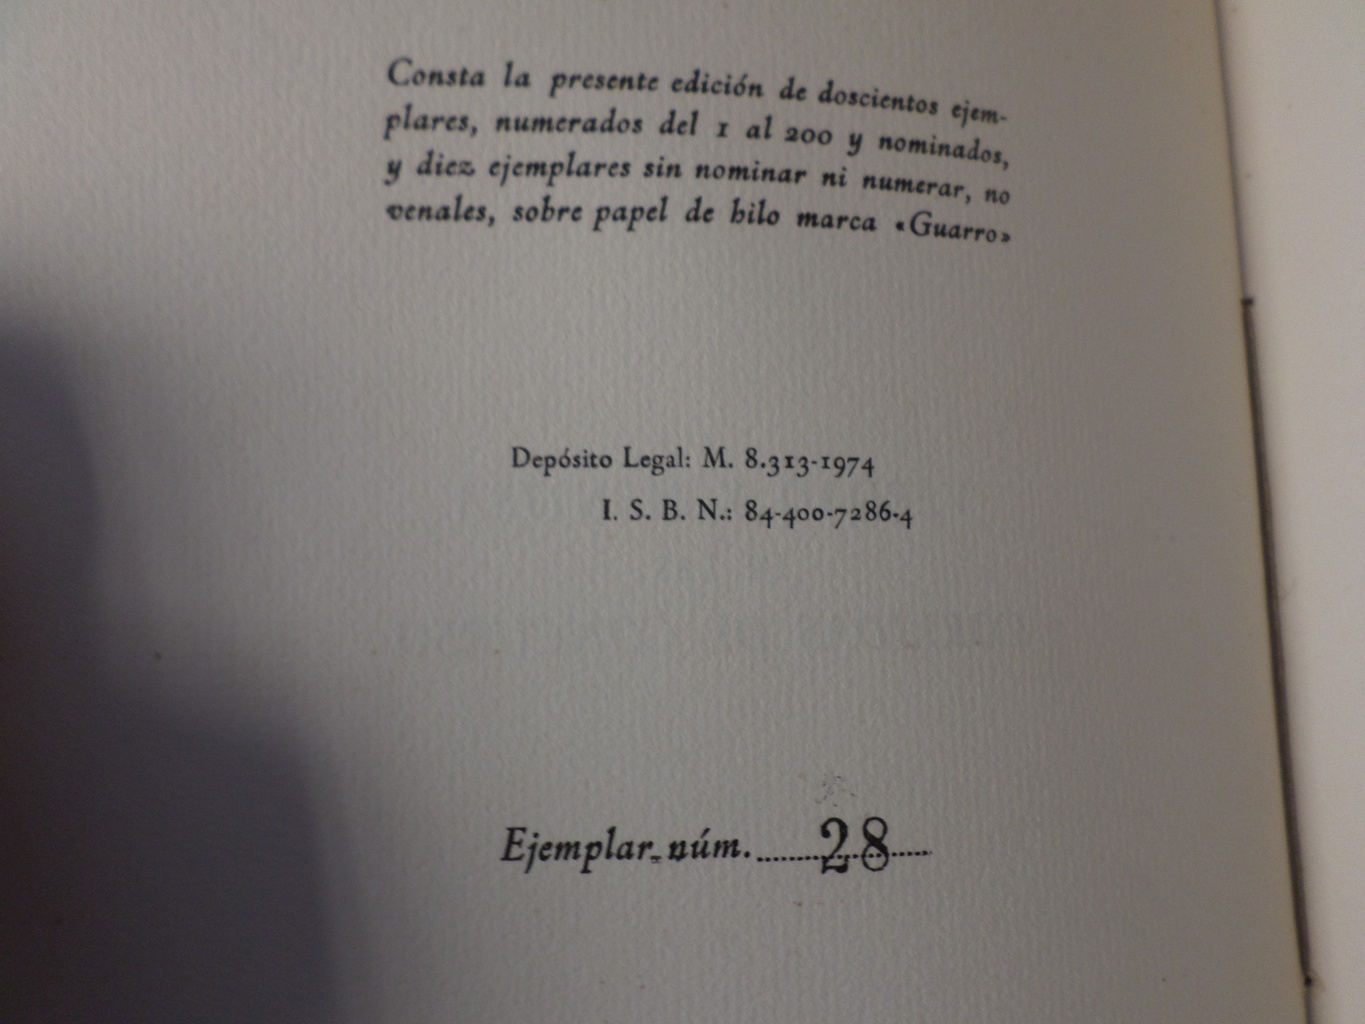 Consta la presente edición de doscientos ejem-
plares, numerados del 1 al 200 y nominados,
y diez ejemplares sin nominar ni numerar, no
venales, sobre papel de hilo marca «Guarro»
Depósito Legal: M. 8.313-1974
I. S. B. N.: 84-400-7286-4
Ejemplar núm. 28